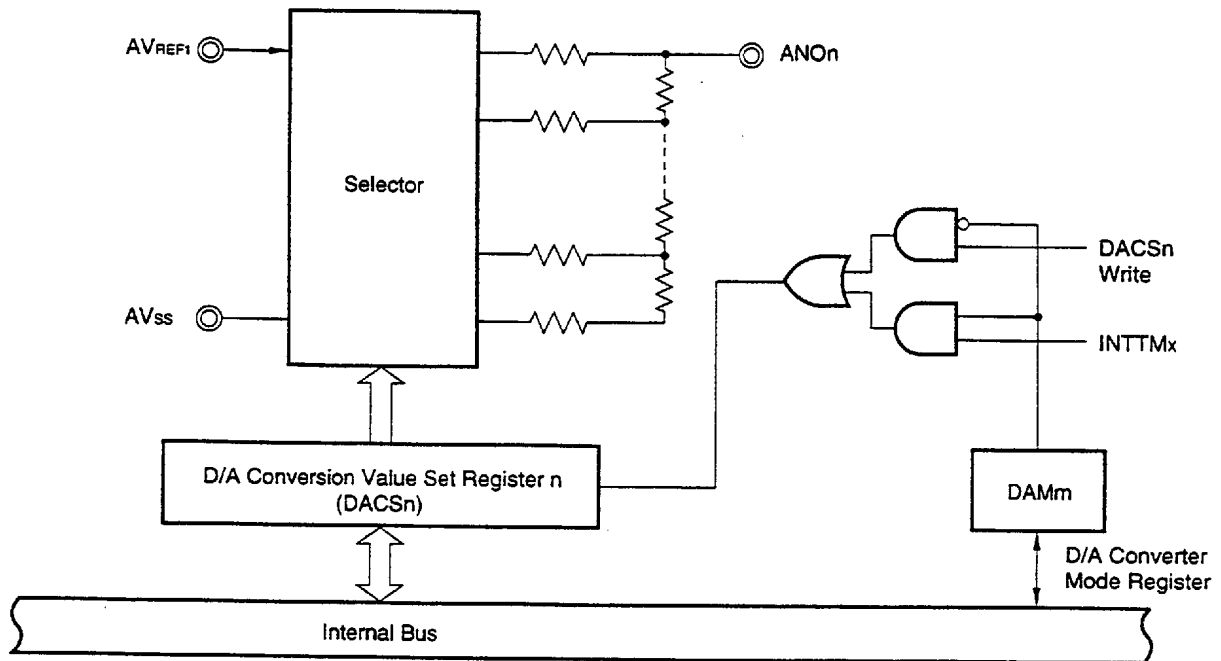 AVREF1
ANOn
Selector
DACSn
Write
AVSS
INTTMx
D/A Conversion Value Set Register n
(DACSn)
DAMm
D/A Converter
Mode Register
Internal Bus